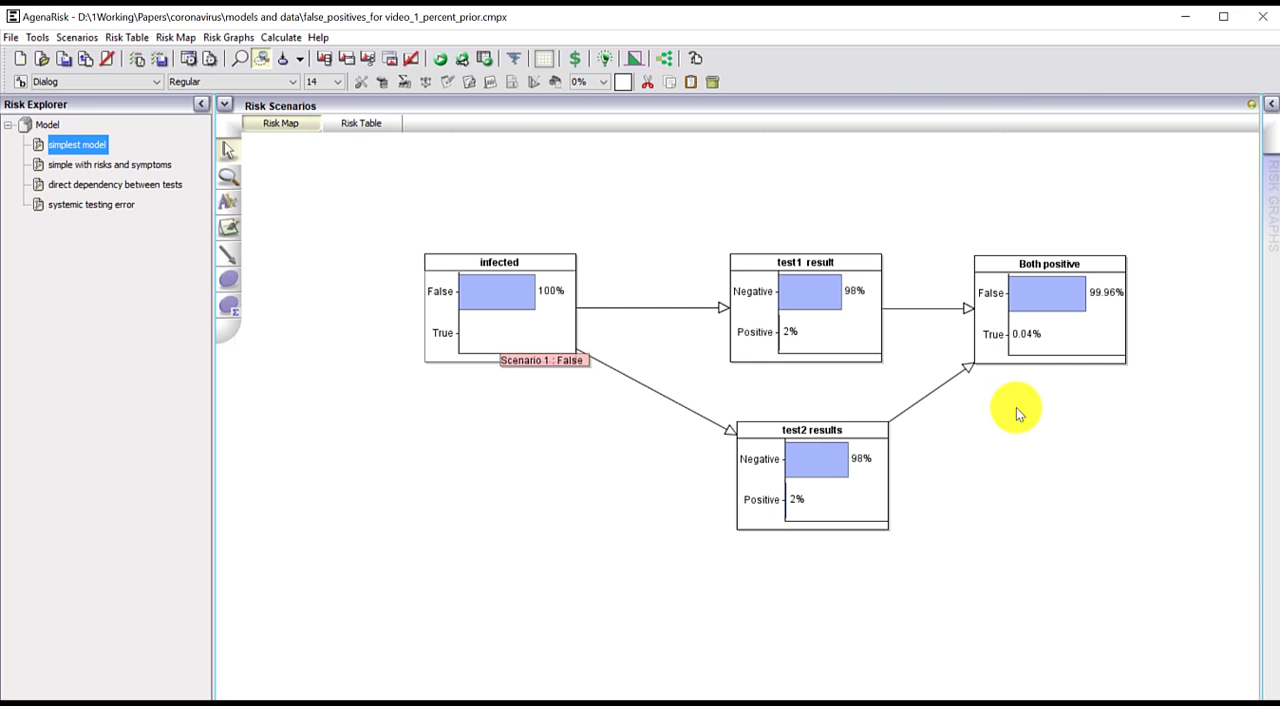 AgenaRisk - D:\1Working\Papers\coronavirus\models and data\false_positives_for video_1_percent_prior.cmpx
File Tools Scenarios Risk Table Risk Map Risk Graphs Calculate Help
Dialog Regular 14 0%
Risk Explorer
Risk Scenarios
Model
simplest model
simple with risks and symptoms
direct dependency between tests
systemic testing error
Risk Map Risk Table
infected
False 100%
True
Scenario 1 : False
test1 result
Negative 98%
Positive 2%
Both positive
False 99.96%
True 0.04%
test2 results
Negative 98%
Positive 2%
RISK GRAPHS